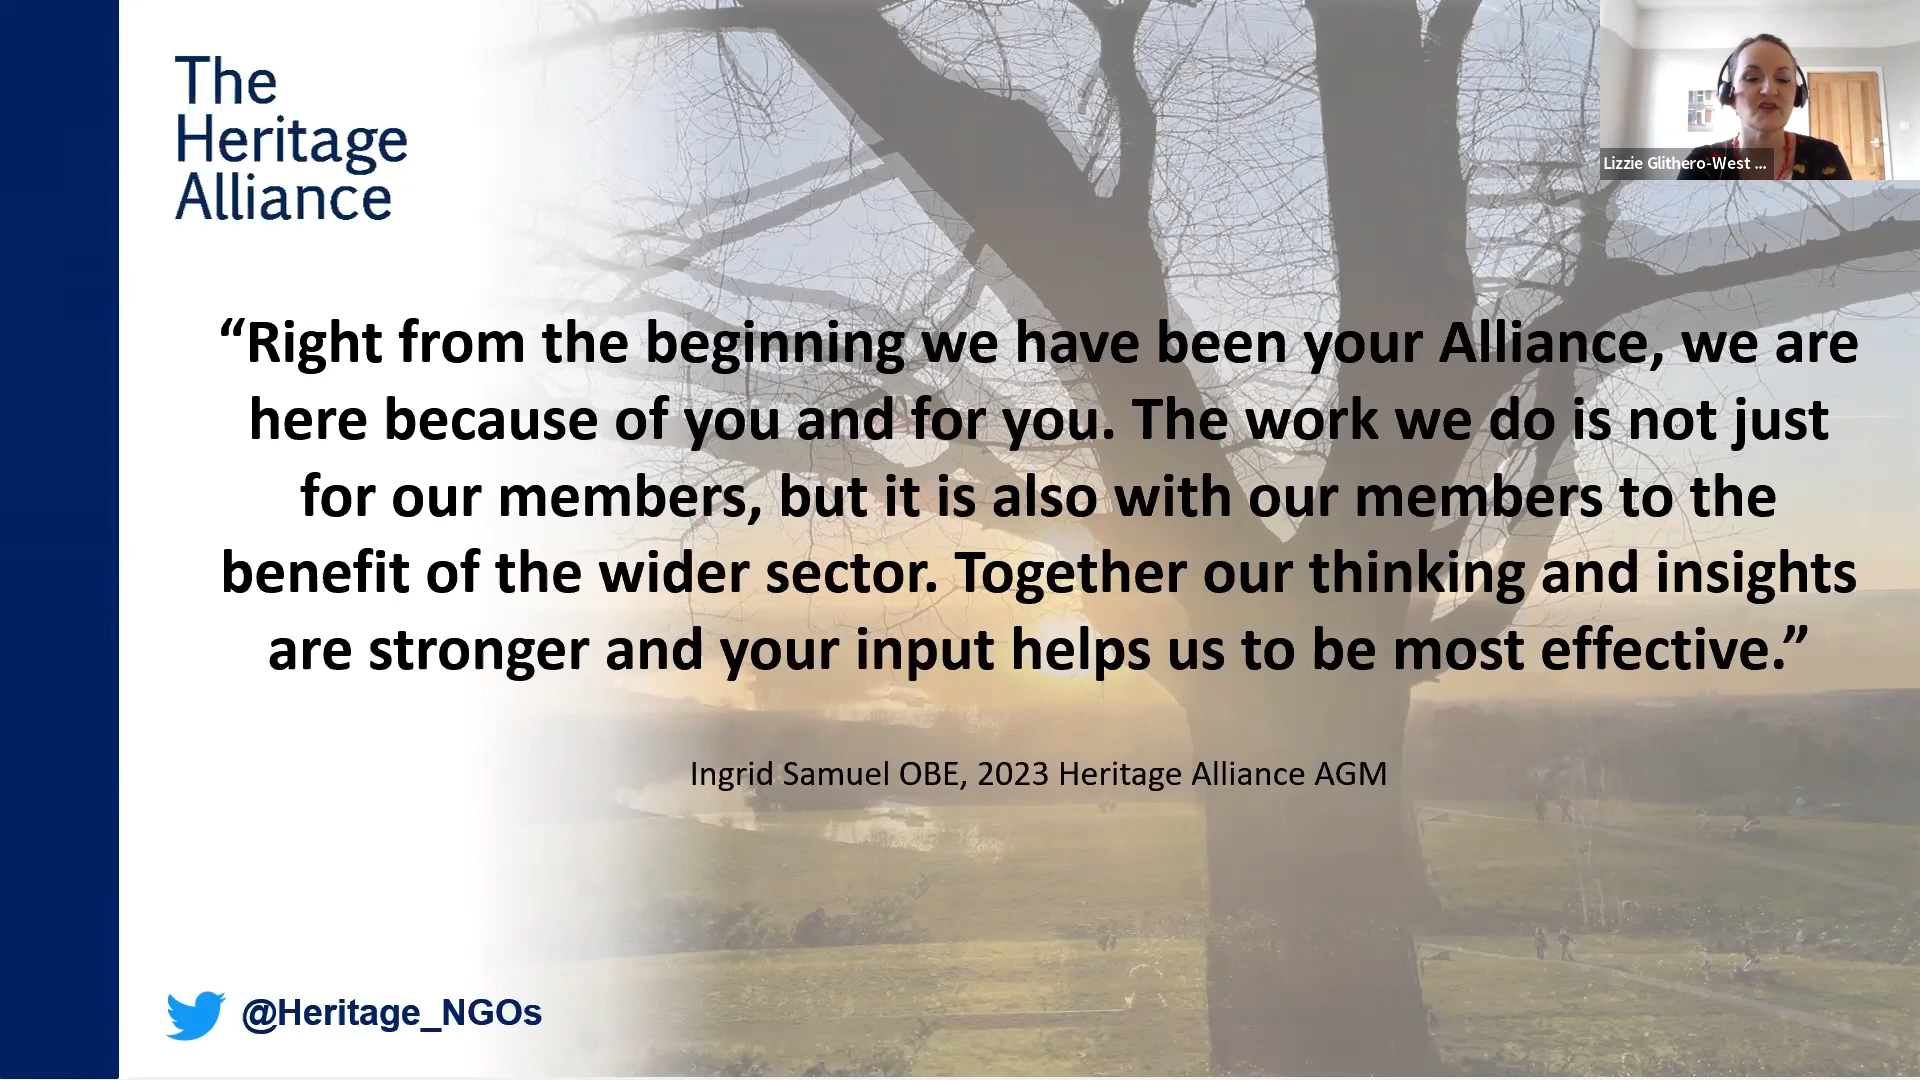 The
Heritage
Alliance
Lizzie Glithero-West ...
“Right from the beginning we have been your Alliance, we are
here because of you and for you. The work we do is not just
for our members, but it is also with our members to the
benefit of the wider sector. Together our thinking and insights
are stronger and your input helps us to be most effective.”
Ingrid Samuel OBE, 2023 Heritage Alliance AGM
@Heritage_NGOs